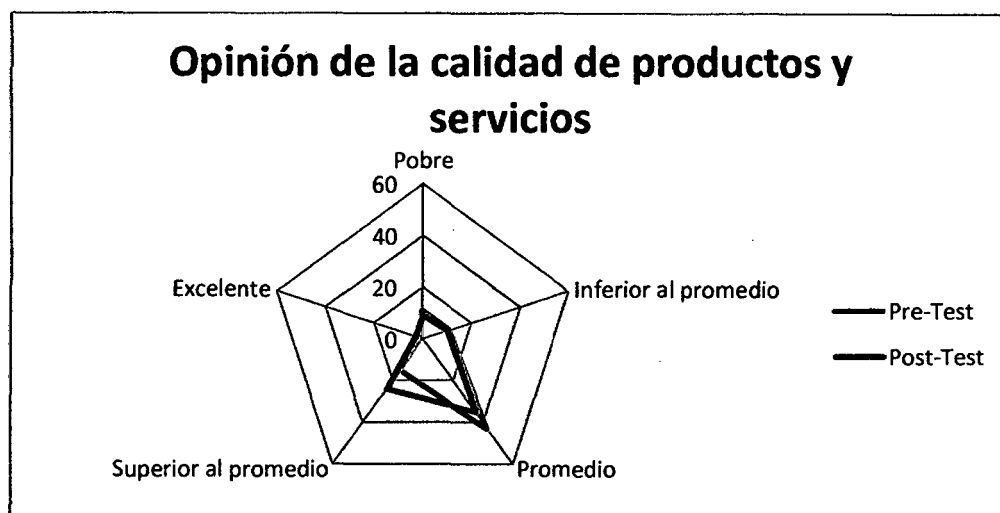 Opinión de la calidad de productos y
servicios
Pobre
60
40
20
0
Excelente
Inferior al promedio
Superior al promedio
Promedio
Pre-Test
Post-Test